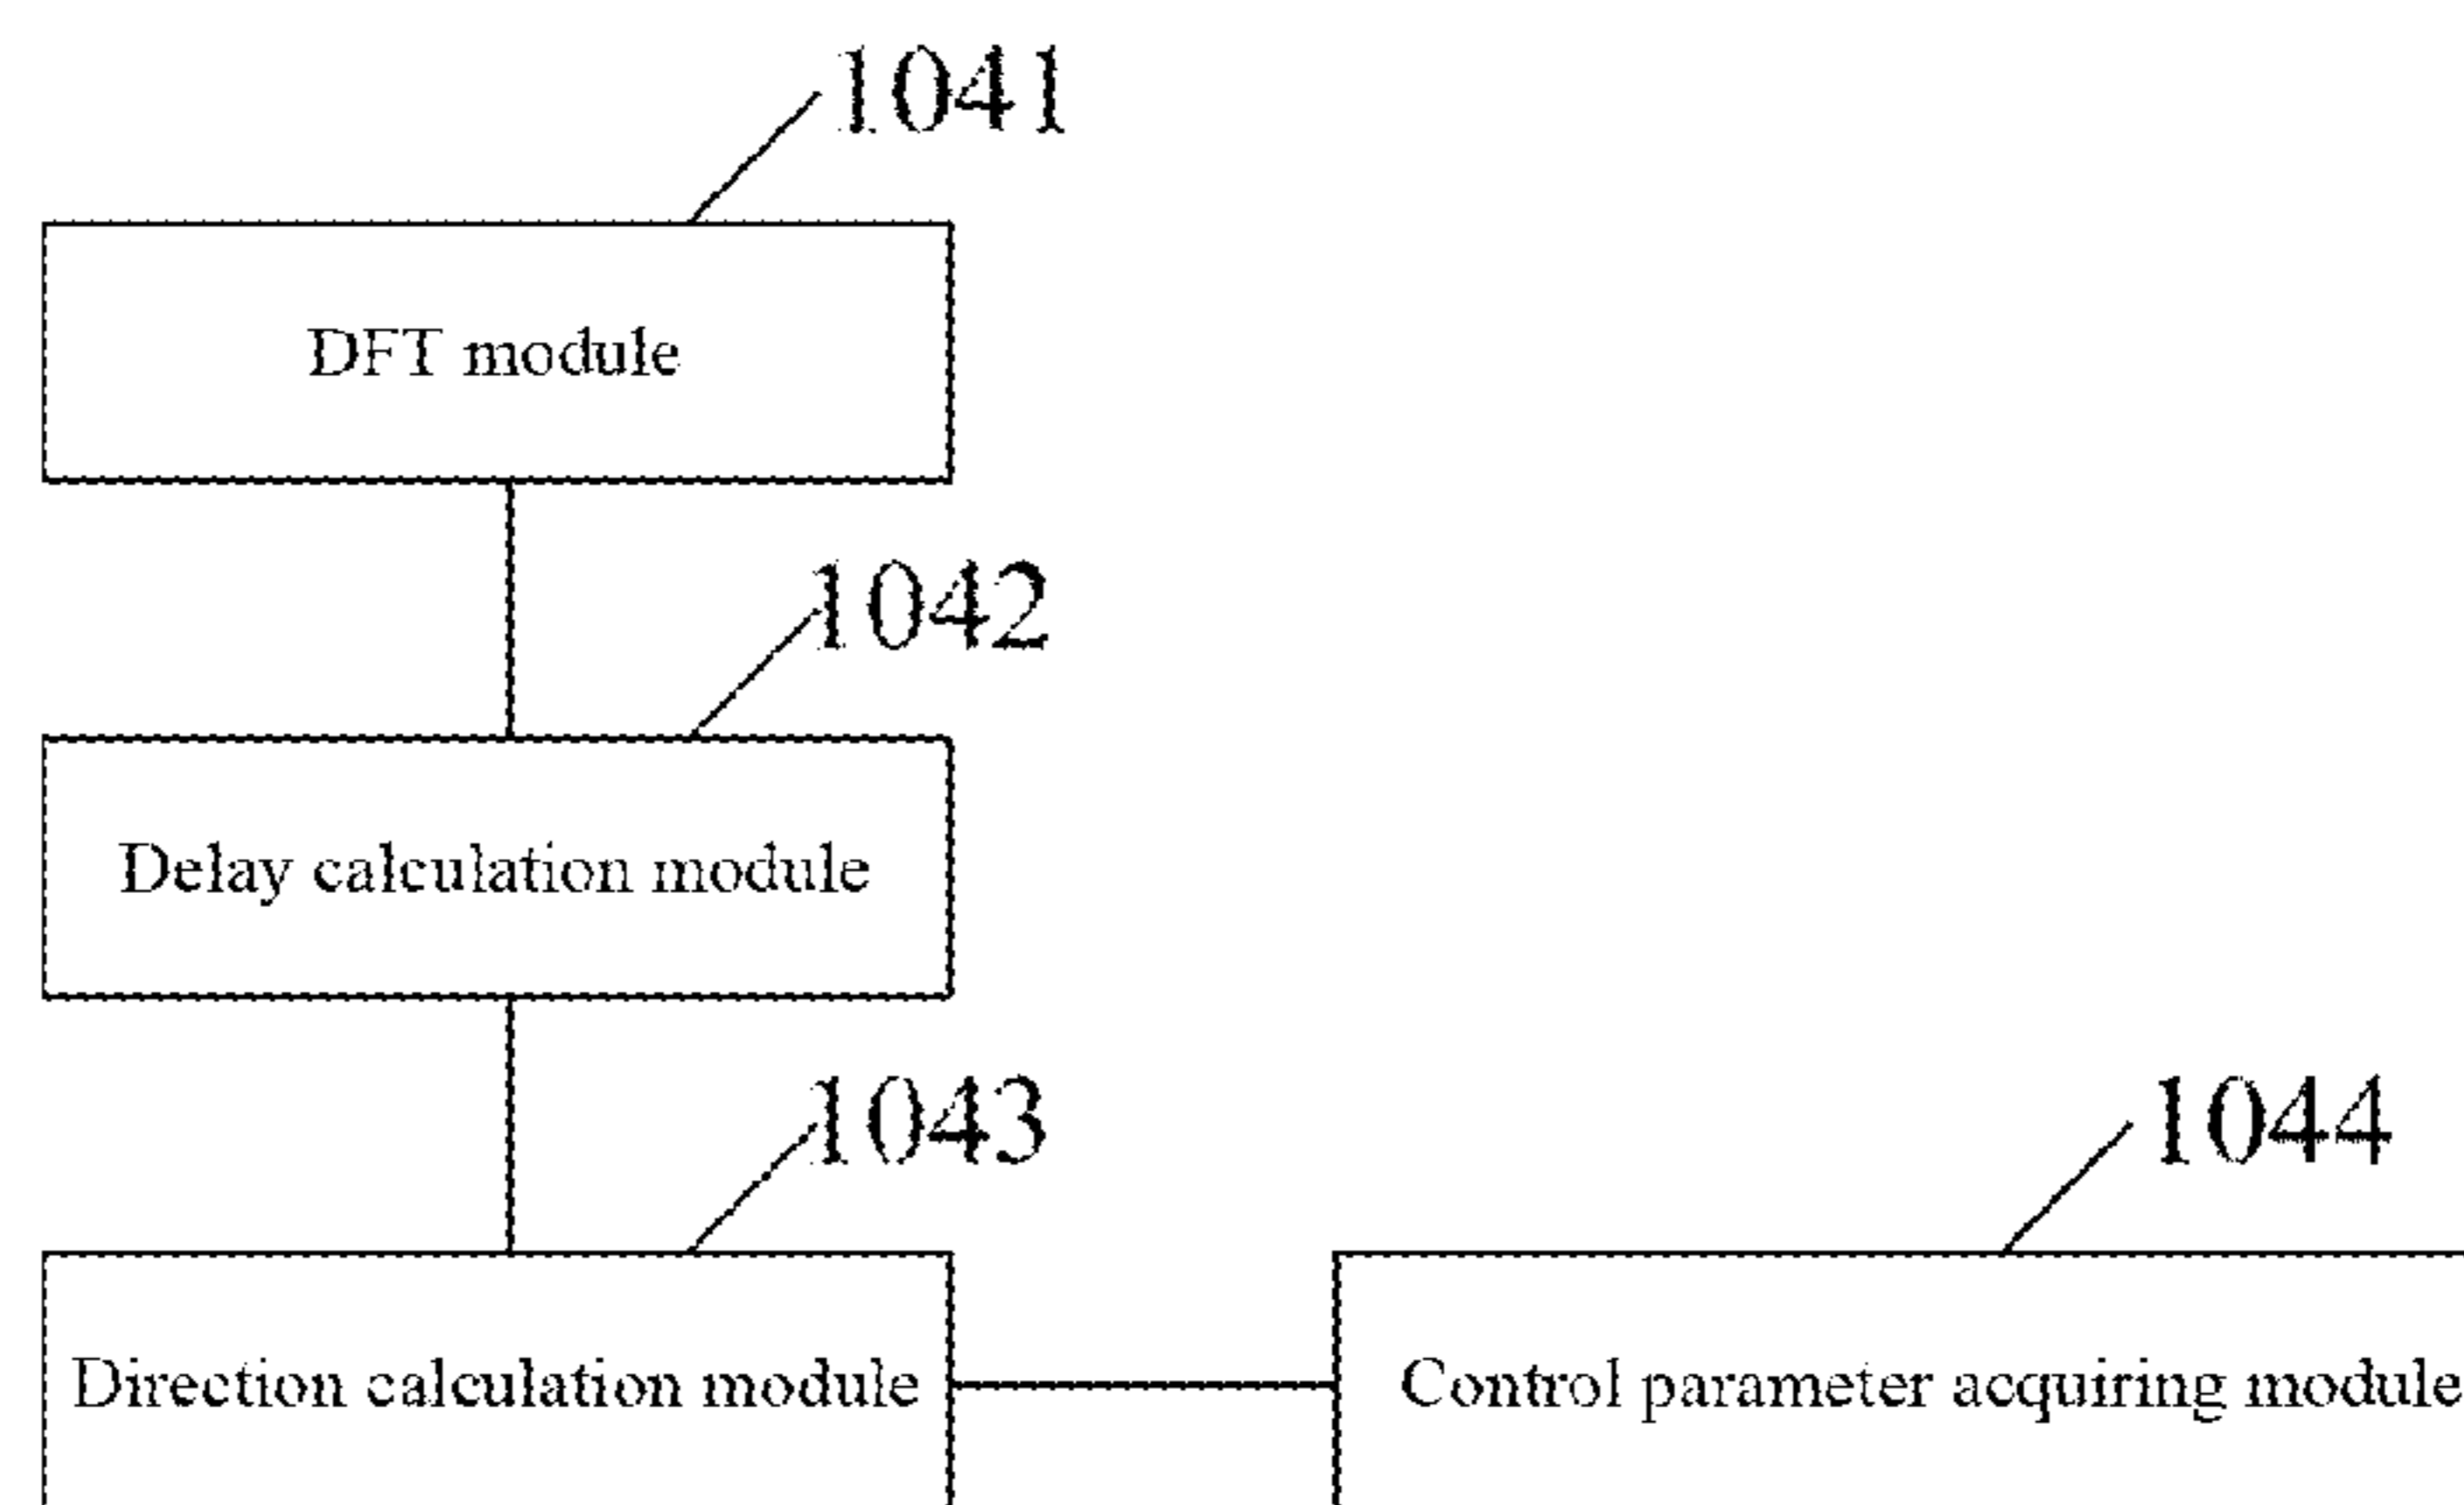 1041
DFT module
1042
Delay calculation module
1043
1044
Direction calculation module
Control parameter acquiring module